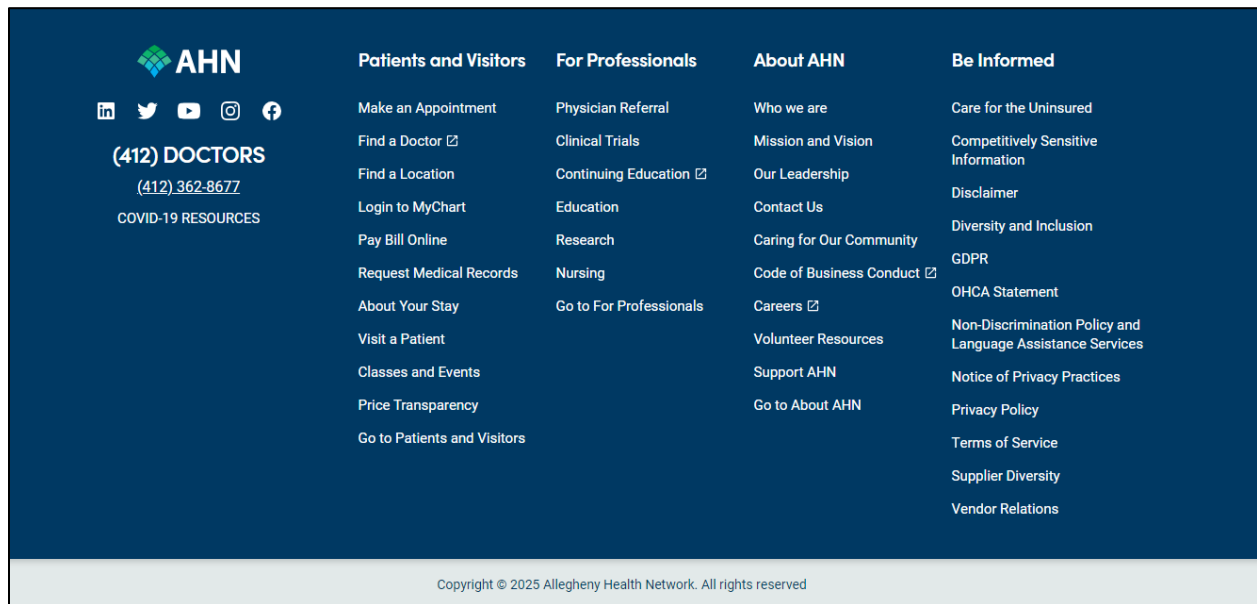 AHN
(412) DOCTORS
(412) 362-8677
COVID-19 RESOURCES
Patients and Visitors
Make an Appointment
Find a Doctor
Find a Location
Login to MyChart
Pay Bill Online
Request Medical Records
About Your Stay
Visit a Patient
Classes and Events
Price Transparency
Go to Patients and Visitors
For Professionals
Physician Referral
Clinical Trials
Continuing Education
Education
Research
Nursing
Go to For Professionals
About AHN
Who we are
Mission and Vision
Our Leadership
Contact Us
Caring for Our Community
Code of Business Conduct
Careers
Volunteer Resources
Support AHN
Go to About AHN
Be Informed
Care for the Uninsured
Competitively Sensitive
Information
Disclaimer
Diversity and Inclusion
GDPR
OHCA Statement
Non-Discrimination Policy and
Language Assistance Services
Notice of Privacy Practices
Privacy Policy
Terms of Service
Supplier Diversity
Vendor Relations
Copyright © 2025 Allegheny Health Network. All rights reserved